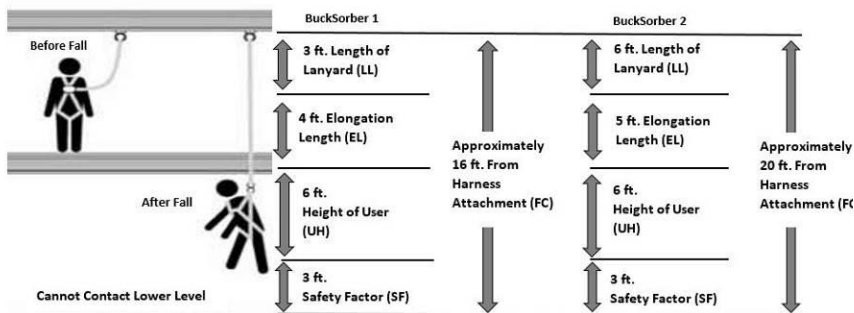 BuckSorber 1
BuckSorber 2
Before Fall
3 ft. Length of
Lanyard (LL)
4 ft. Elongation
Length (EL)
6 ft.
Height of User
(UH)
3 ft.
Safety Factor (SF)
Approximately
16 ft. From
Harness
Attachment (FC)
6 ft. Length of
Lanyard (LL)
5 ft. Elongation
Length (EL)
6 ft.
Height of User
(UH)
3 ft.
Safety Factor (SF)
Approximately
20 ft. From
Harness
Attachment (FC
After Fall
Cannot Contact Lower Level